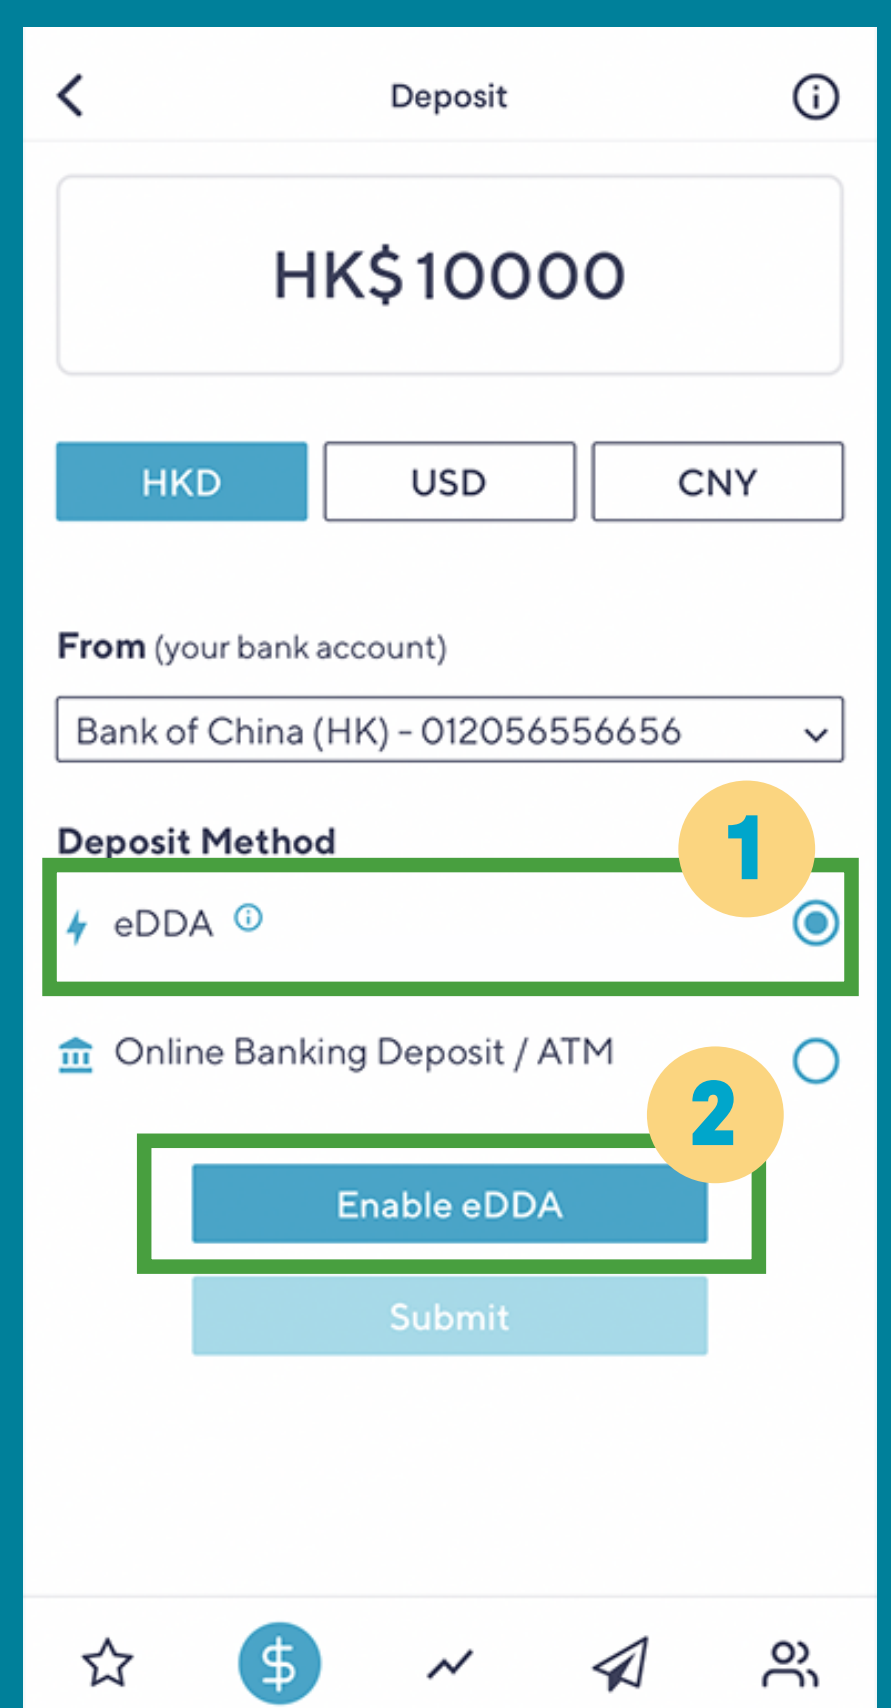 Deposit
HK$10000
HKD USD CNY
From (your bank account)
Bank of China (HK) - 012056556656
Deposit Method
1
eDDA
Online Banking Deposit / ATM
2
Enable eDDA
Submit